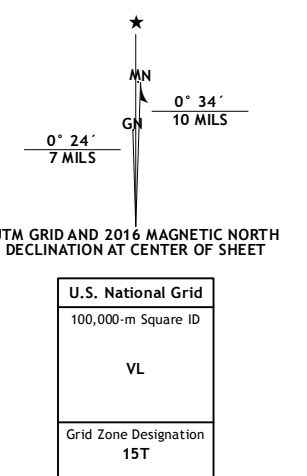 ★
MN
0° 34´
GN
10 MILS
0° 24´
7 MILS
UTM GRID AND 2016 MAGNETIC NORTH
DECLINATION AT CENTER OF SHEET
U.S. National Grid
100,000-m Square ID
VL
Grid Zone Designation
15T